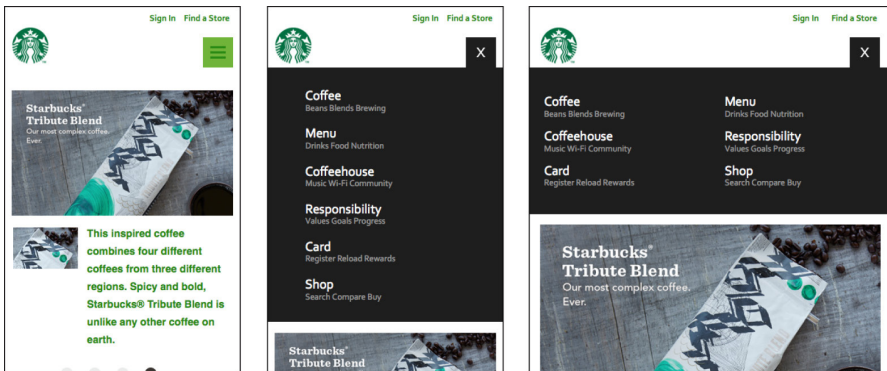 Sign In Find a Store
Starbucks®
Tribute Blend
Our most complex coffee.
Ever.
This inspired coffee
combines four different
coffees from three different
regions. Spicy and bold,
Starbucks® Tribute Blend is
unlike any other coffee on
earth.
Sign In Find a Store
X
Coffee
Beans Blends Brewing
Menu
Drinks Food Nutrition
Coffeehouse
Music Wi-Fi Community
Responsibility
Values Goals Progress
Card
Register Reload Rewards
Shop
Search Compare Buy
Starbucks®
Tribute Blend
Sign In Find a Store
X
Coffee
Beans Blends Brewing
Coffeehouse
Music Wi-Fi Community
Card
Register Reload Rewards
Menu
Drinks Food Nutrition
Responsibility
Values Goals Progress
Shop
Search Compare Buy
Starbucks®
Tribute Blend
Our most complex coffee.
Ever.